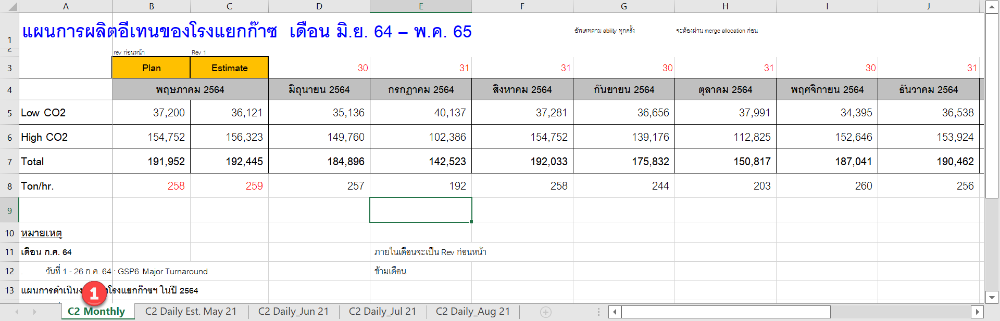 A B C D E F G H I J
1 แผนการผลิตอีเทนของโรงแยกก๊าซ เดือน มิ.ย. 64 – พ.ค. 65 อัพเดทตาม ability ทุกครั้ง จะต้องผ่าน merge allocation ก่อน
2 rev ก่อนหน้า Rev 1
3 Plan Estimate 30 31 31 30 31 30 31
4 พฤษภาคม 2564 มิถุนายน 2564 กรกฎาคม 2564 สิงหาคม 2564 กันยายน 2564 ตุลาคม 2564 พฤศจิกายน 2564 ธันวาคม 2564
5 Low CO2 37,200 36,121 35,136 40,137 37,281 36,656 37,991 34,395 36,538
6 High CO2 154,752 156,323 149,760 102,386 154,752 139,176 112,825 152,646 153,924
7 Total 191,952 192,445 184,896 142,523 192,033 175,832 150,817 187,041 190,462
8 Ton/hr. 258 259 257 192 258 244 203 260 256
9
10 หมายเหตุ
11 เดือน ก.ค. 64 ภายในเดือนจะเป็น Rev ก่อนหน้า
12 . วันที่ 1 - 26 ก.ค. 64 : GSP6 Major Turnaround ข้ามเดือน
13 แผนการดำเนินง โรงแยกก๊าซฯ ในปี 2564
1
C2 Monthly C2 Daily Est. May 21 C2 Daily_Jun 21 C2 Daily_Jul 21 C2 Daily_Aug 21